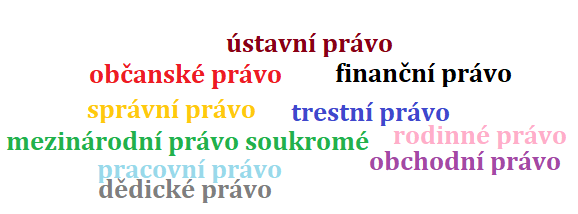 ústavní právo
občanské právo
finanční právo
správní právo
trestní právo
mezinárodní právo soukromé
rodinné právo
obchodní právo
pracovní právo
dědické právo